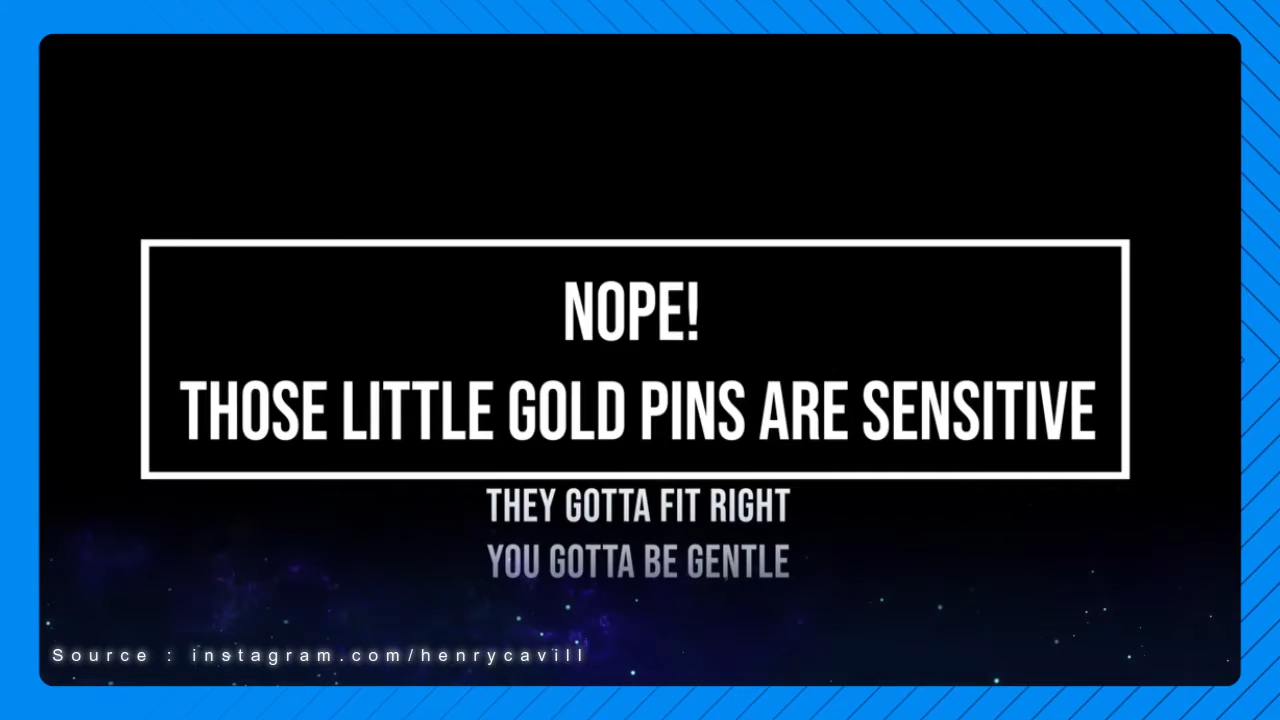 NOPE!
THOSE LITTLE GOLD PINS ARE SENSITIVE
THEY GOTTA FIT RIGHT
YOU GOTTA BE GENTLE
Source : instagram.com/henrycavill